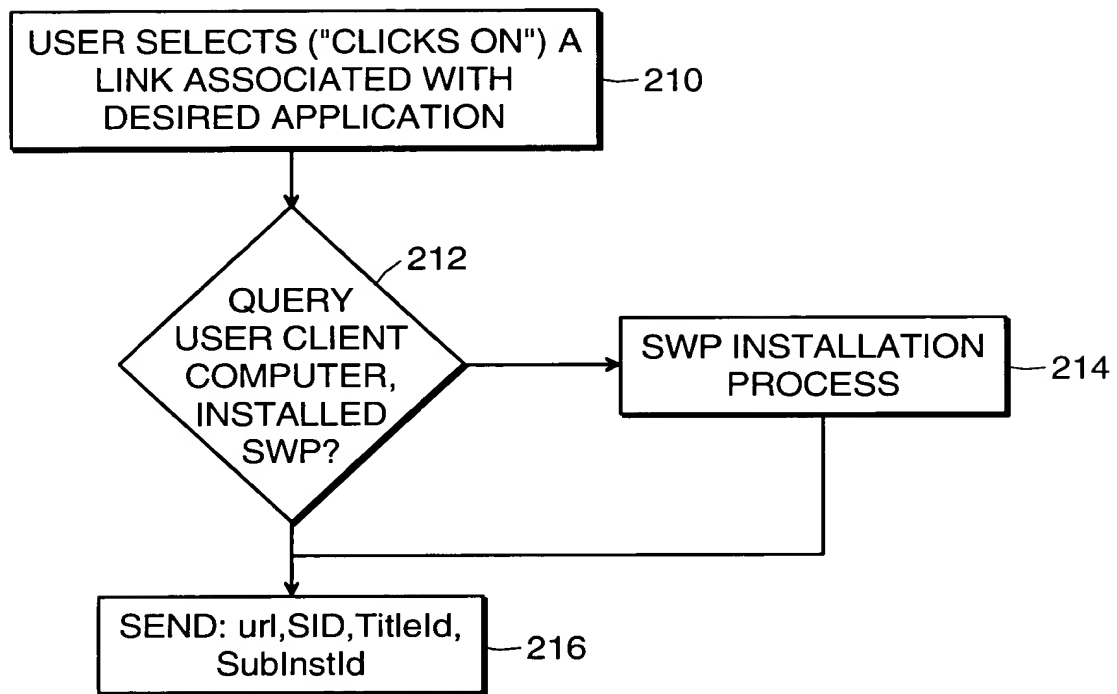 USER SELECTS ("CLICKS ON") A
LINK ASSOCIATED WITH
DESIRED APPLICATION
210
212
QUERY
USER CLIENT
COMPUTER,
INSTALLED
SWP?
SWP INSTALLATION
PROCESS
214
SEND: url,SID,TitleId,
SubInstId
216